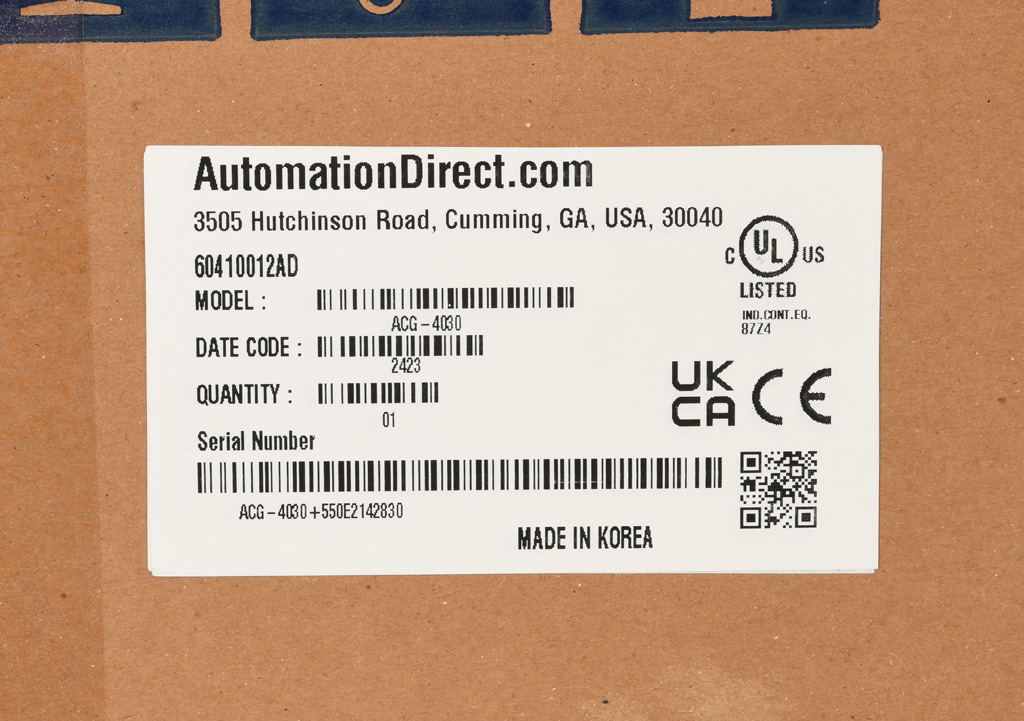 AutomationDirect.com
3505 Hutchinson Road, Cumming, GA, USA, 30040
60410012AD
C UL US
LISTED
IND.CONT.EQ.
87Z4
MODEL :
ACG-4030
DATE CODE :
2423
QUANTITY :
01
UK
CA
CE
Serial Number
ACG-4030+550E2142830
MADE IN KOREA